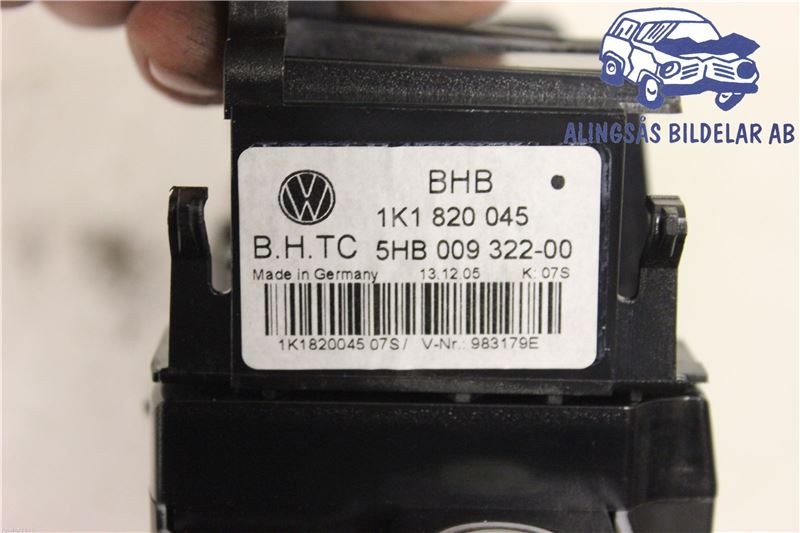 ALINGSÅS BILDELAR AB
BHB
1K1 820 045
B.H.TC 5HB 009 322-00
Made in Germany 13.12.05 K: 07S
1K1820045 07S/ V-Nr.: 983179E